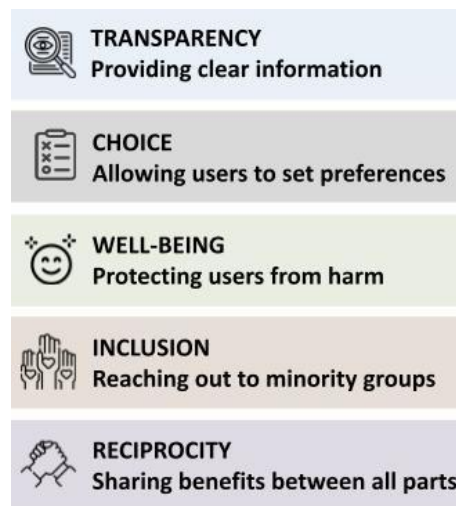 TRANSPARENCY
Providing clear information
CHOICE
Allowing users to set preferences
WELL-BEING
Protecting users from harm
INCLUSION
Reaching out to minority groups
RECIPROCITY
Sharing benefits between all parts